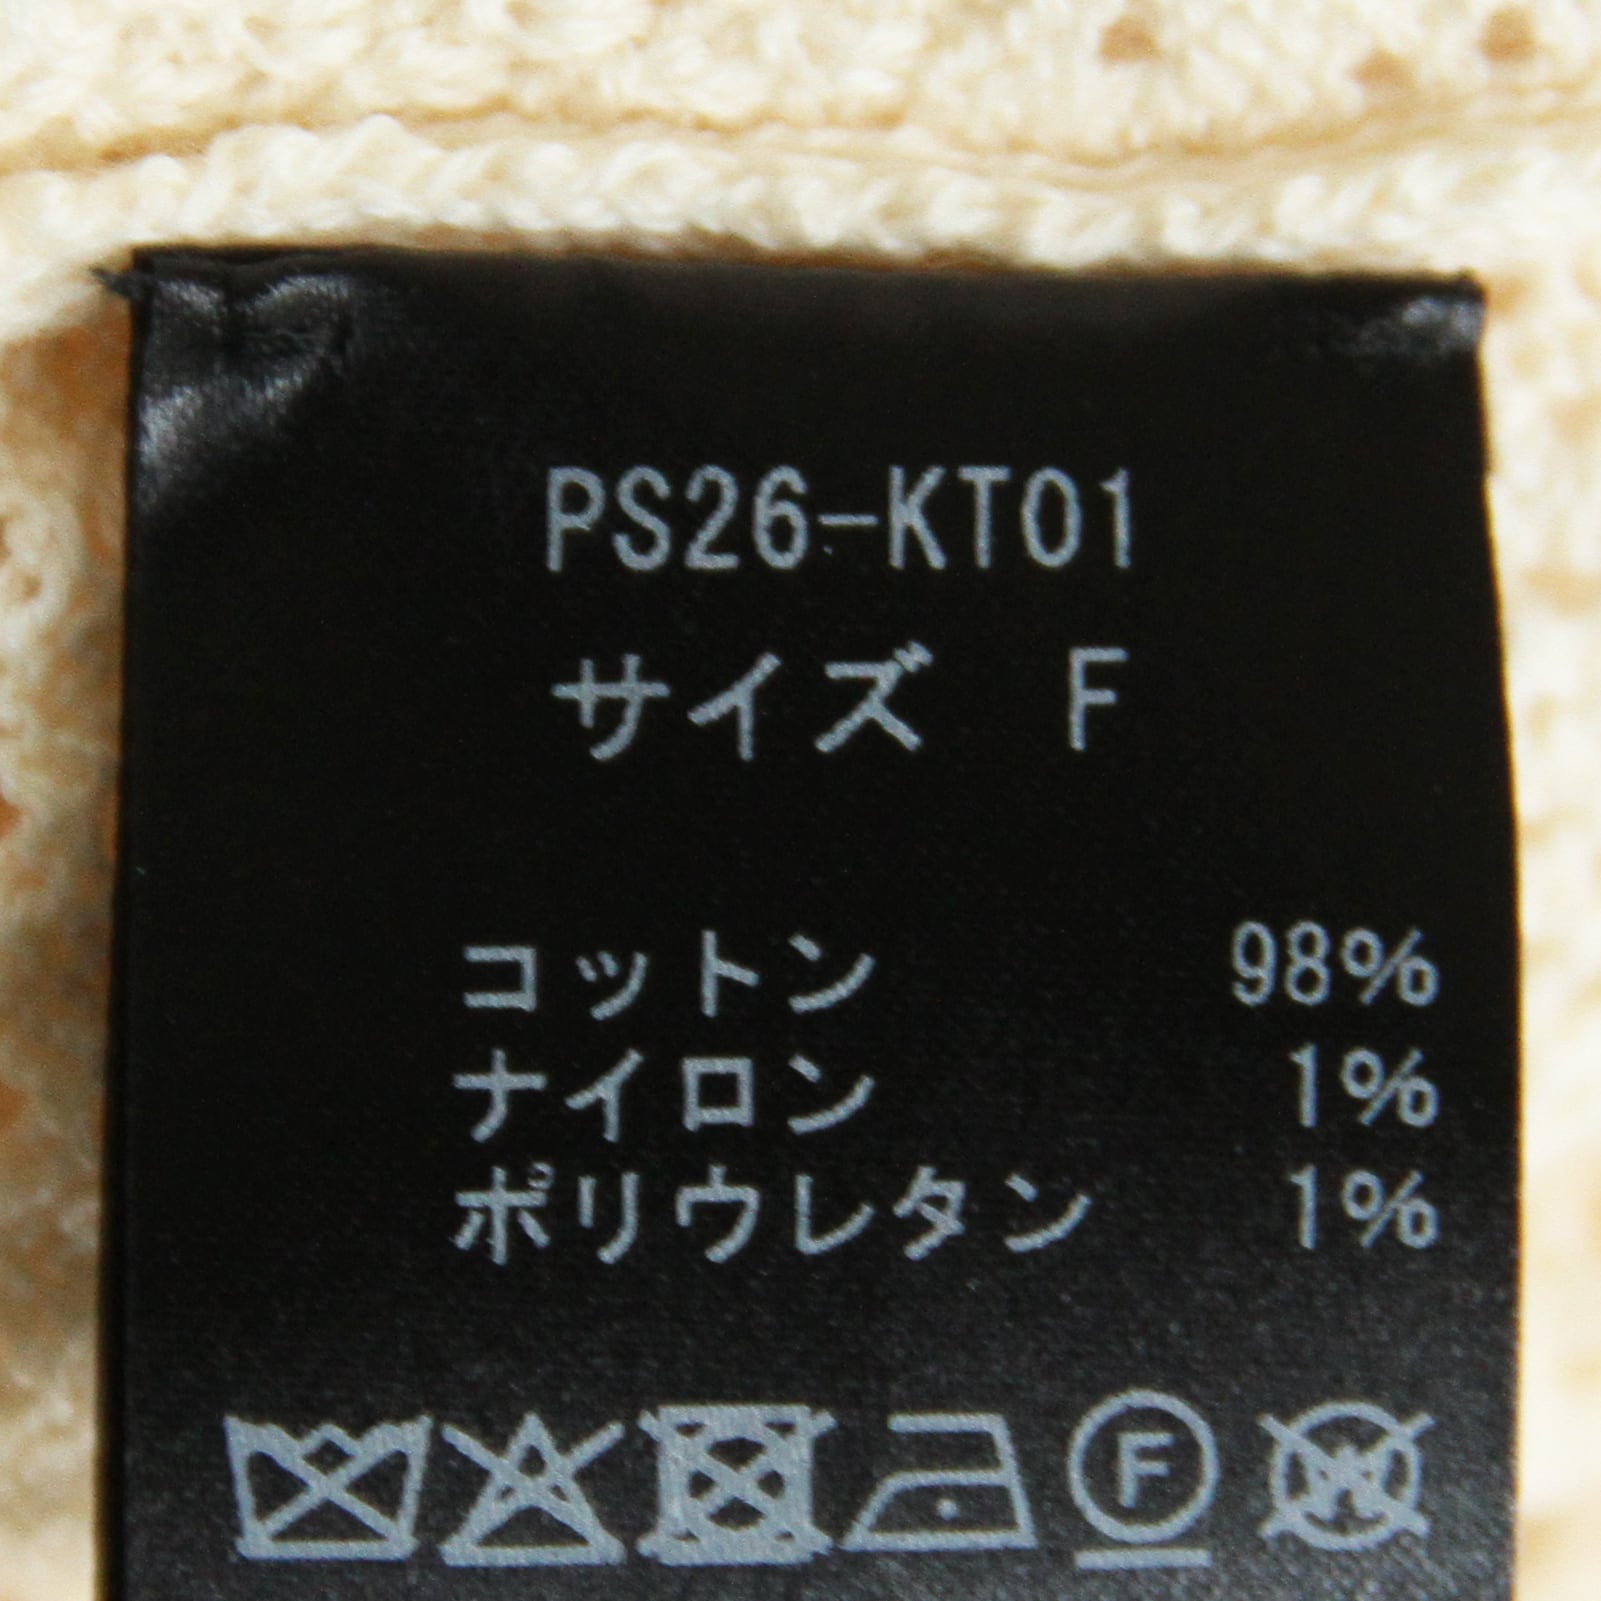 PS26-KT01
サイズ F
コットン 98%
ナイロン 1%
ポリウレタン 1%
F W